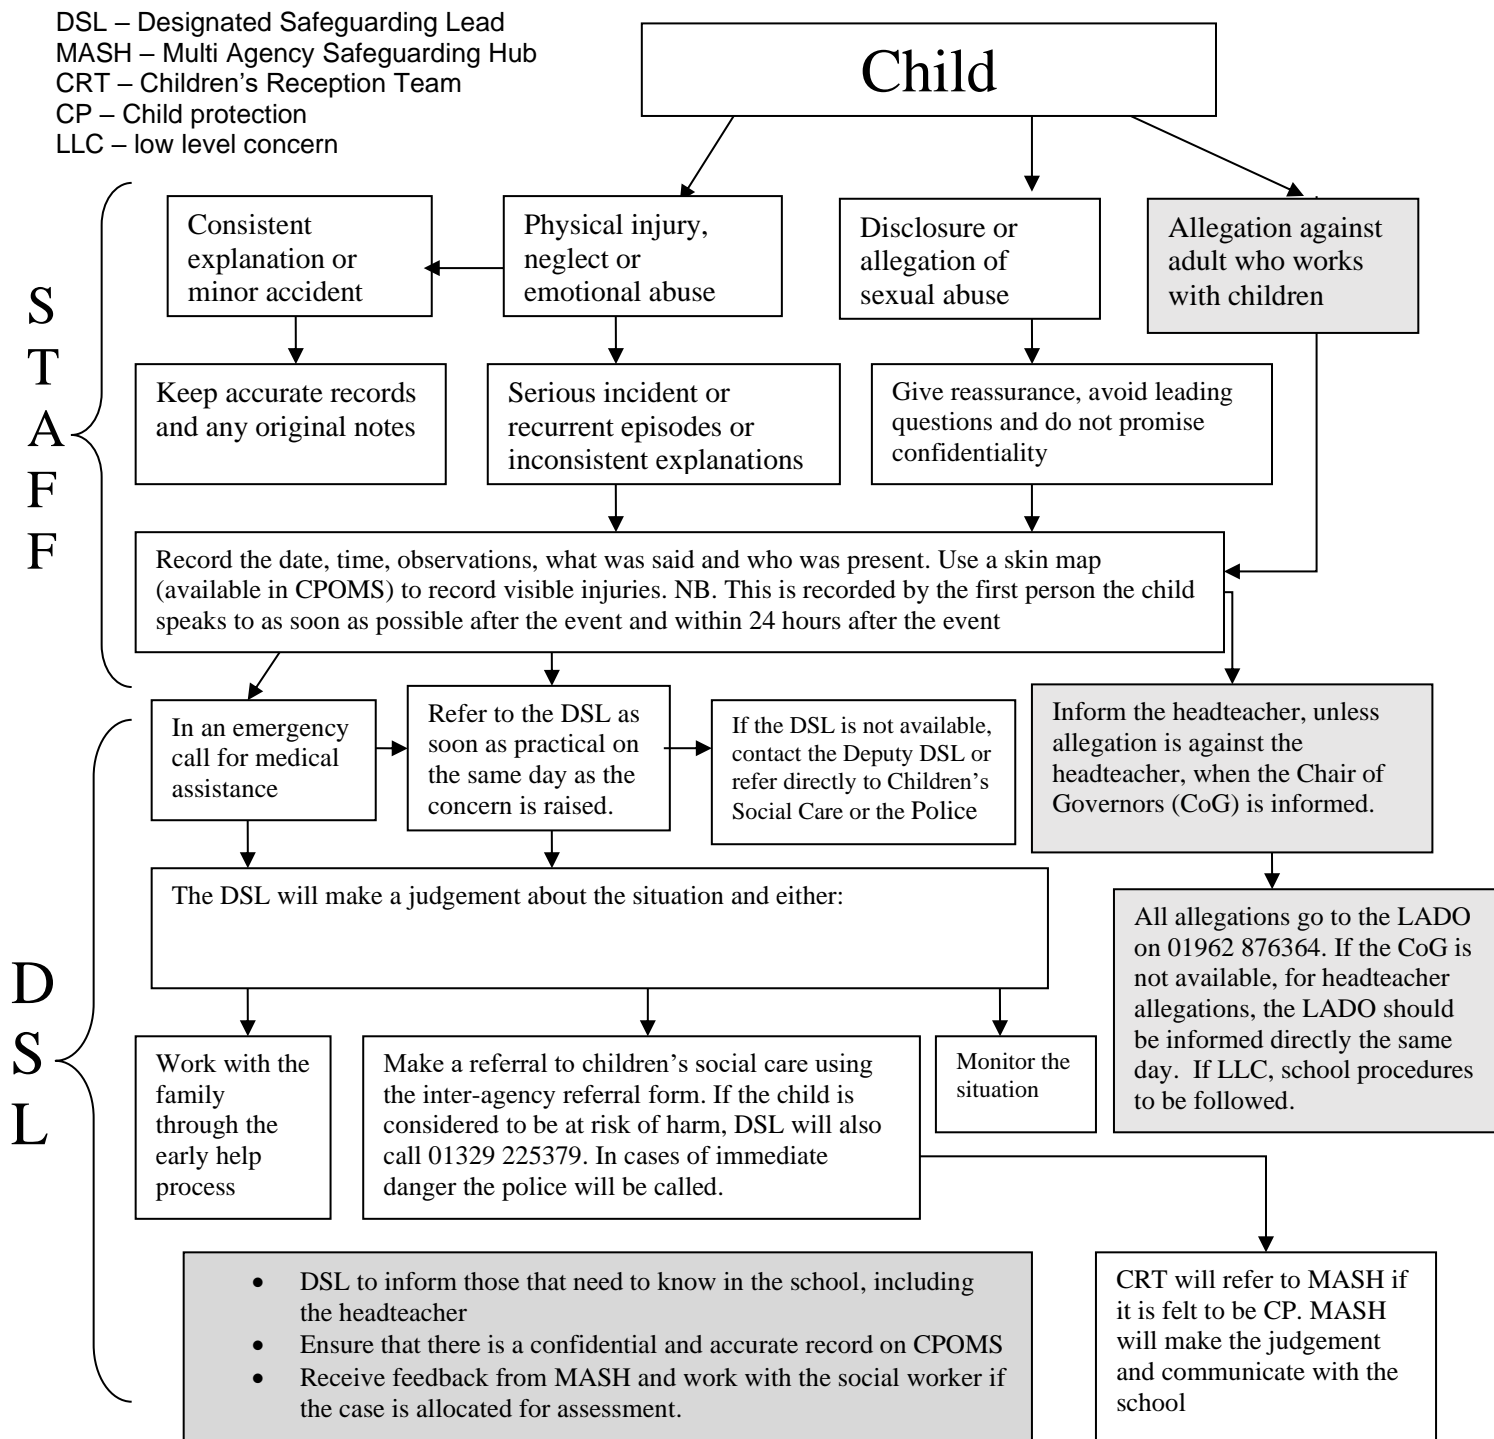 DSL – Designated Safeguarding Lead
MASH – Multi Agency Safeguarding Hub
CRT – Children's Reception Team
CP – Child protection
LLC – low level concern
Child
S
T
A
F
F
Consistent
explanation or
minor accident
Physical injury,
neglect or
emotional abuse
Disclosure or
allegation of
sexual abuse
Allegation against
adult who works
with children
Keep accurate records
and any original notes
Serious incident or
recurrent episodes or
inconsistent explanations
Give reassurance, avoid leading
questions and do not promise
confidentiality
Record the date, time, observations, what was said and who was present. Use a skin map
(available in CPOMS) to record visible injuries. NB. This is recorded by the first person the child
speaks to as soon as possible after the event and within 24 hours after the event
D
S
L
In an emergency
call for medical
assistance
Refer to the DSL as
soon as practical on
the same day as the
concern is raised.
If the DSL is not available,
contact the Deputy DSL or
refer directly to Children's
Social Care or the Police
Inform the headteacher, unless
allegation is against the
headteacher, when the Chair of
Governors (CoG) is informed.
The DSL will make a judgement about the situation and either:
All allegations go to the LADO
on 01962 876364. If the CoG is
not available, for headteacher
allegations, the LADO should
be informed directly the same
day.  If LLC, school procedures
to be followed.
Work with the
family
through the
early help
process
Make a referral to children's social care using
the inter-agency referral form. If the child is
considered to be at risk of harm, DSL will also
call 01329 225379. In cases of immediate
danger the police will be called.
Monitor the
situation
• DSL to inform those that need to know in the school, including
the headteacher
• Ensure that there is a confidential and accurate record on CPOMS
• Receive feedback from MASH and work with the social worker if
the case is allocated for assessment.
CRT will refer to MASH if
it is felt to be CP. MASH
will make the judgement
and communicate with the
school